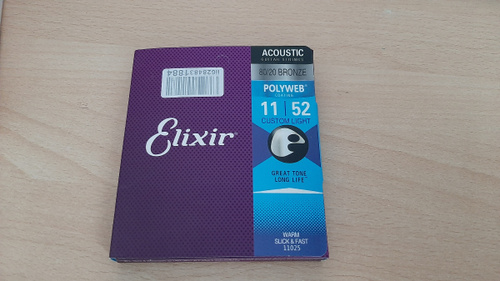 ACOUSTIC
GUITAR STRINGS
80/20 BRONZE
POLYWEB®
COATING
11 | 52
CUSTOM LIGHT
Elixir®
GREAT TONE
LONG LIFE™
WARM
SLICK & FAST
11025